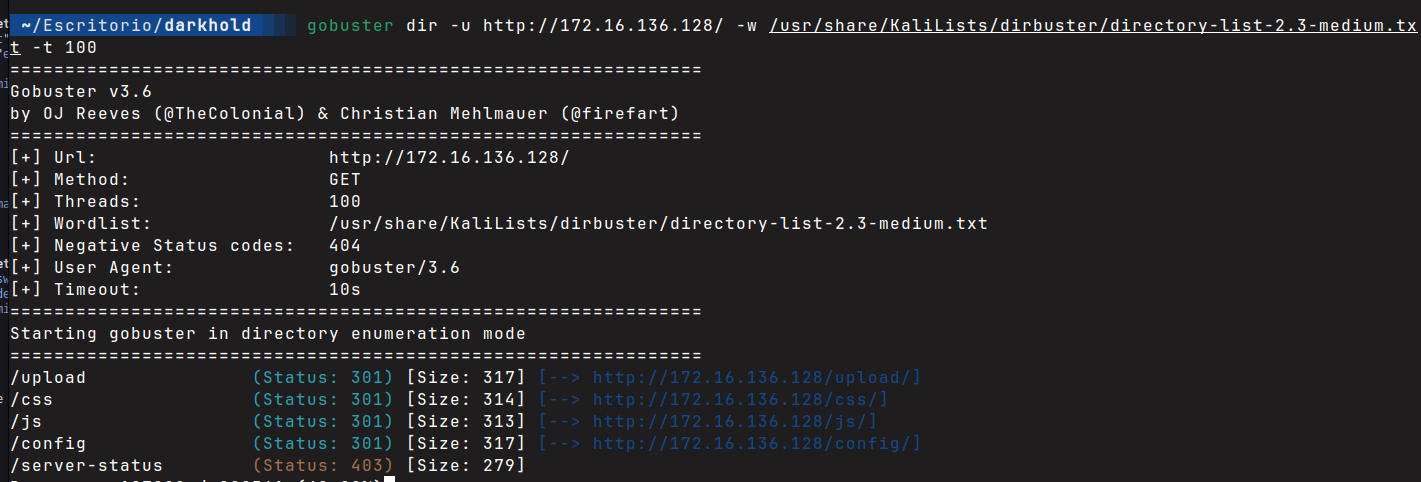 ~/Escritorio/darkhold gobuster dir -u http://172.16.136.128/ -w /usr/share/KaliLists/dirbuster/directory-list-2.3-medium.tx
t -t 100
===============================================================
Gobuster v3.6
by OJ Reeves (@TheColonial) & Christian Mehlmauer (@firefart)
===============================================================
[+] Url: http://172.16.136.128/
[+] Method: GET
[+] Threads: 100
[+] Wordlist: /usr/share/KaliLists/dirbuster/directory-list-2.3-medium.txt
[+] Negative Status codes: 404
[+] User Agent: gobuster/3.6
[+] Timeout: 10s
===============================================================
Starting gobuster in directory enumeration mode
===============================================================
/upload (Status: 301) [Size: 317] [--> http://172.16.136.128/upload/]
/css (Status: 301) [Size: 314] [--> http://172.16.136.128/css/]
/js (Status: 301) [Size: 313] [--> http://172.16.136.128/js/]
/config (Status: 301) [Size: 317] [--> http://172.16.136.128/config/]
/server-status (Status: 403) [Size: 279]